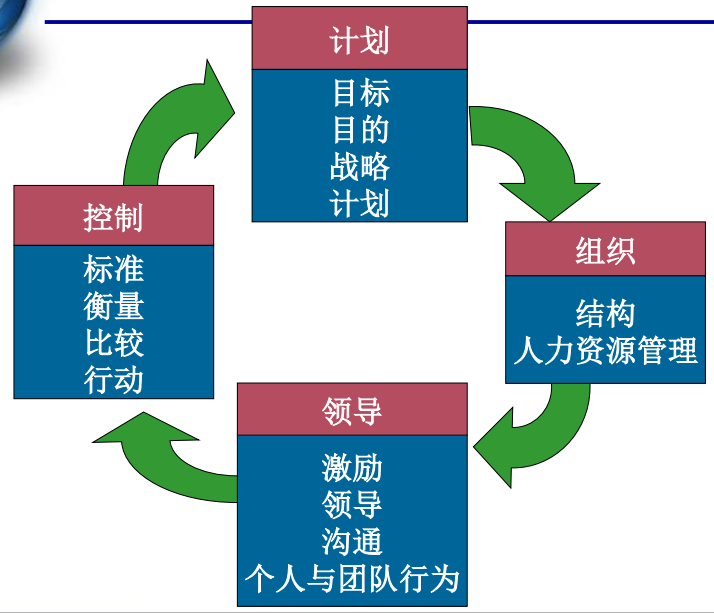 计划
目标
目的
战略
计划
组织
结构
人力资源管理
领导
激励
领导
沟通
个人与团队行为
控制
标准
衡量
比较
行动